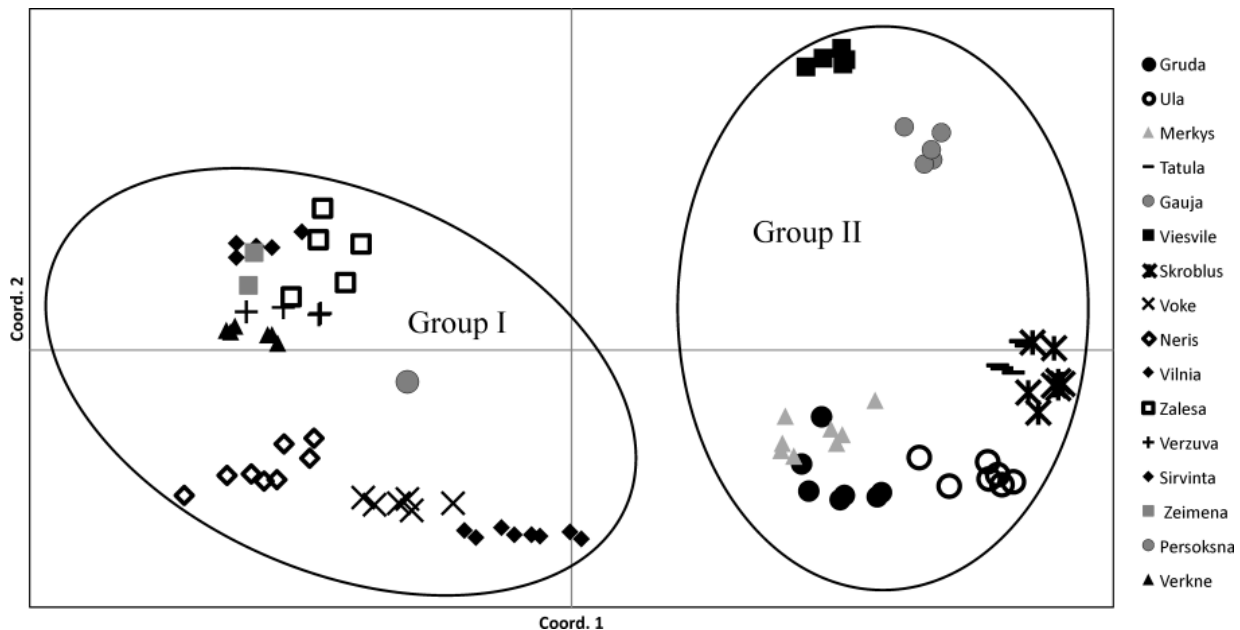 Group I
Group II
Coord. 2
Coord. 1
Gruda
Ula
Merkys
Tatula
Gauja
Viesvile
Skroblus
Voke
Neris
Vilnia
Zalesa
Verzuva
Sirvinta
Zeimena
Persoksna
Verkne